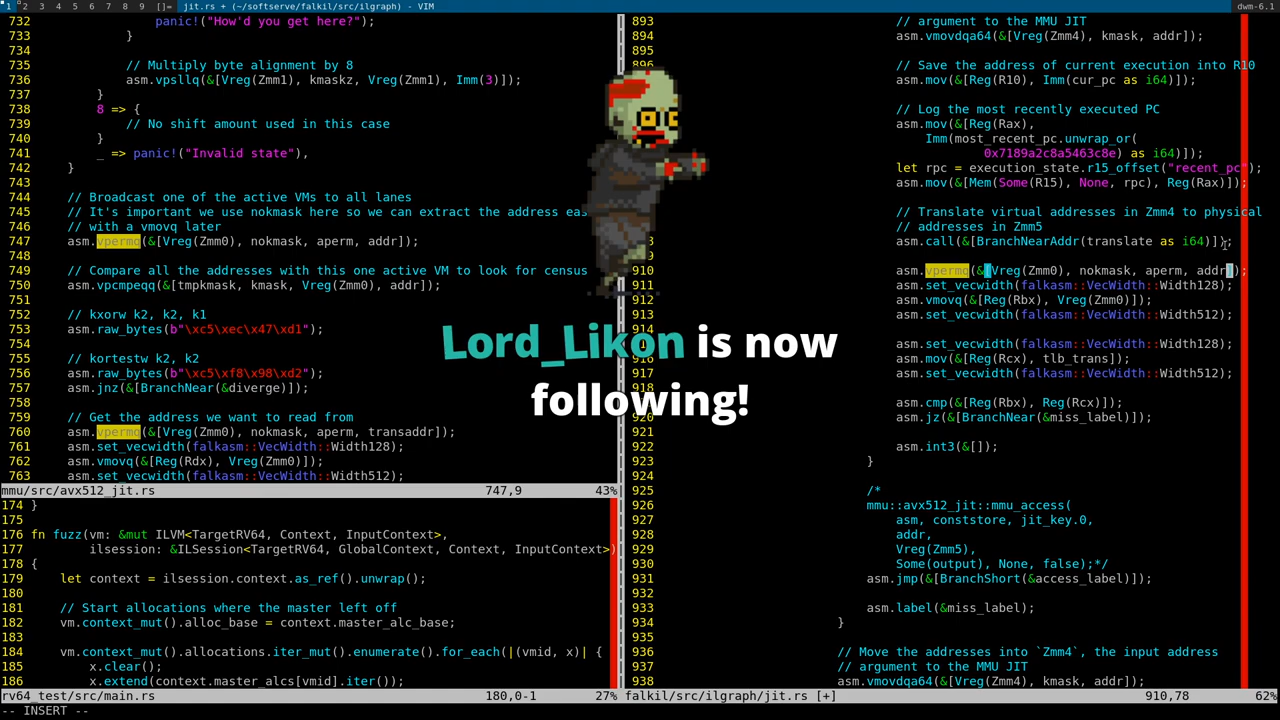 1 2 3 4 5 6 7 8 9 []= jit.rs + (~/softserve/falkil/src/ilgraph) - VIM dwm-6.1
732 panic!("How'd you get here?");
733 }
734
735 // Multiply byte alignment by 8
736 asm.vpsllq(&[Vreg(Zmm1), kmaskz, Vreg(Zmm1), Imm(3)]);
737 }
738 8 => {
739 // No shift amount used in this case
740 }
741 _ => panic!("Invalid state"),
742 }
743
744 // Broadcast one of the active VMs to all lanes
745 // It's important we use nokmask here so we can extract the address eas
746 // with a vmovq later
747 asm.vpermq(&[Vreg(Zmm0), nokmask, aperm, addr]);
748
749 // Compare all the addresses with this one active VM to look for census
750 asm.vpcmpeqq(&[tmpkmask, kmask, Vreg(Zmm0), addr]);
751
752 // kxorw k2, k2, k1
753 asm.raw_bytes(b"\xc5\xec\x47\xd1");
754
755 // kortestw k2, k2
756 asm.raw_bytes(b"\xc5\xf8\x98\xd2");
757 asm.jnz(&[BranchNear(&diverge)]);
758
759 // Get the address we want to read from
760 asm.vpermq(&[Vreg(Zmm0), nokmask, aperm, transaddr]);
761 asm.set_vecwidth(falkasm::VecWidth::Width128);
762 asm.vmovq(&[Reg(Rdx), Vreg(Zmm0)]);
763 asm.set_vecwidth(falkasm::VecWidth::Width512);
mmu/src/avx512_jit.rs 747,9 43%
174 }
175
176 fn fuzz(vm: &mut ILVM<TargetRV64, Context, InputContext>,
177 ilsession: &ILSession<TargetRV64, GlobalContext, Context, InputContext>)
178 {
179 let context = ilsession.context.as_ref().unwrap();
180
181 // Start allocations where the master left off
182 vm.context_mut().alloc_base = context.master_alc_base;
183
184 vm.context_mut().allocations.iter_mut().enumerate().for_each(|(vmid, x)| {
185 x.clear();
186 x.extend(context.master_alcs[vmid].iter());
rv64_test/src/main.rs 180,0-1 27%
-- INSERT --
893 // argument to the MMU JIT
894 asm.vmovdqa64(&[Vreg(Zmm4), kmask, addr]);
895
896 // Save the address of current execution into R10
asm.mov(&[Reg(R10), Imm(cur_pc as i64)]);
// Log the most recently executed PC
asm.mov(&[Reg(Rax),
Imm(most_recent_pc.unwrap_or(
0x7189a2c8a5463c8e) as i64)]);
let rpc = execution_state.r15_offset("recent_pc");
asm.mov(&[Mem(Some(R15), None, rpc), Reg(Rax)]);
// Translate virtual addresses in Zmm4 to physical
// addresses in Zmm5
asm.call(&[BranchNearAddr(translate as i64)]);
910 asm.vpermq(&[Vreg(Zmm0), nokmask, aperm, addr]);
911 asm.set_vecwidth(falkasm::VecWidth::Width128);
912 asm.vmovq(&[Reg(Rbx), Vreg(Zmm0)]);
913 asm.set_vecwidth(falkasm::VecWidth::Width512);
914
asm.set_vecwidth(falkasm::VecWidth::Width128);
asm.mov(&[Reg(Rcx), tlb_trans]);
917 asm.set_vecwidth(falkasm::VecWidth::Width512);
918
asm.cmp(&[Reg(Rbx), Reg(Rcx)]);
920 asm.jz(&[BranchNear(&miss_label)]);
921
922 asm.int3(&[]);
923 }
924
925 /*
926 mmu::avx512_jit::mmu_access(
927 asm, conststore, jit_key.0,
928 addr,
929 Vreg(Zmm5),
930 Some(output), None, false);*/
931 asm.jmp(&[BranchShort(&access_label)]);
932
933 asm.label(&miss_label);
934 }
935
936 // Move the addresses into `Zmm4`, the input address
937 // argument to the MMU JIT
938 asm.vmovdqa64(&[Vreg(Zmm4), kmask, addr]);
falkil/src/ilgraph/jit.rs [+] 910,78 62%
Lord_Likon is now
following!